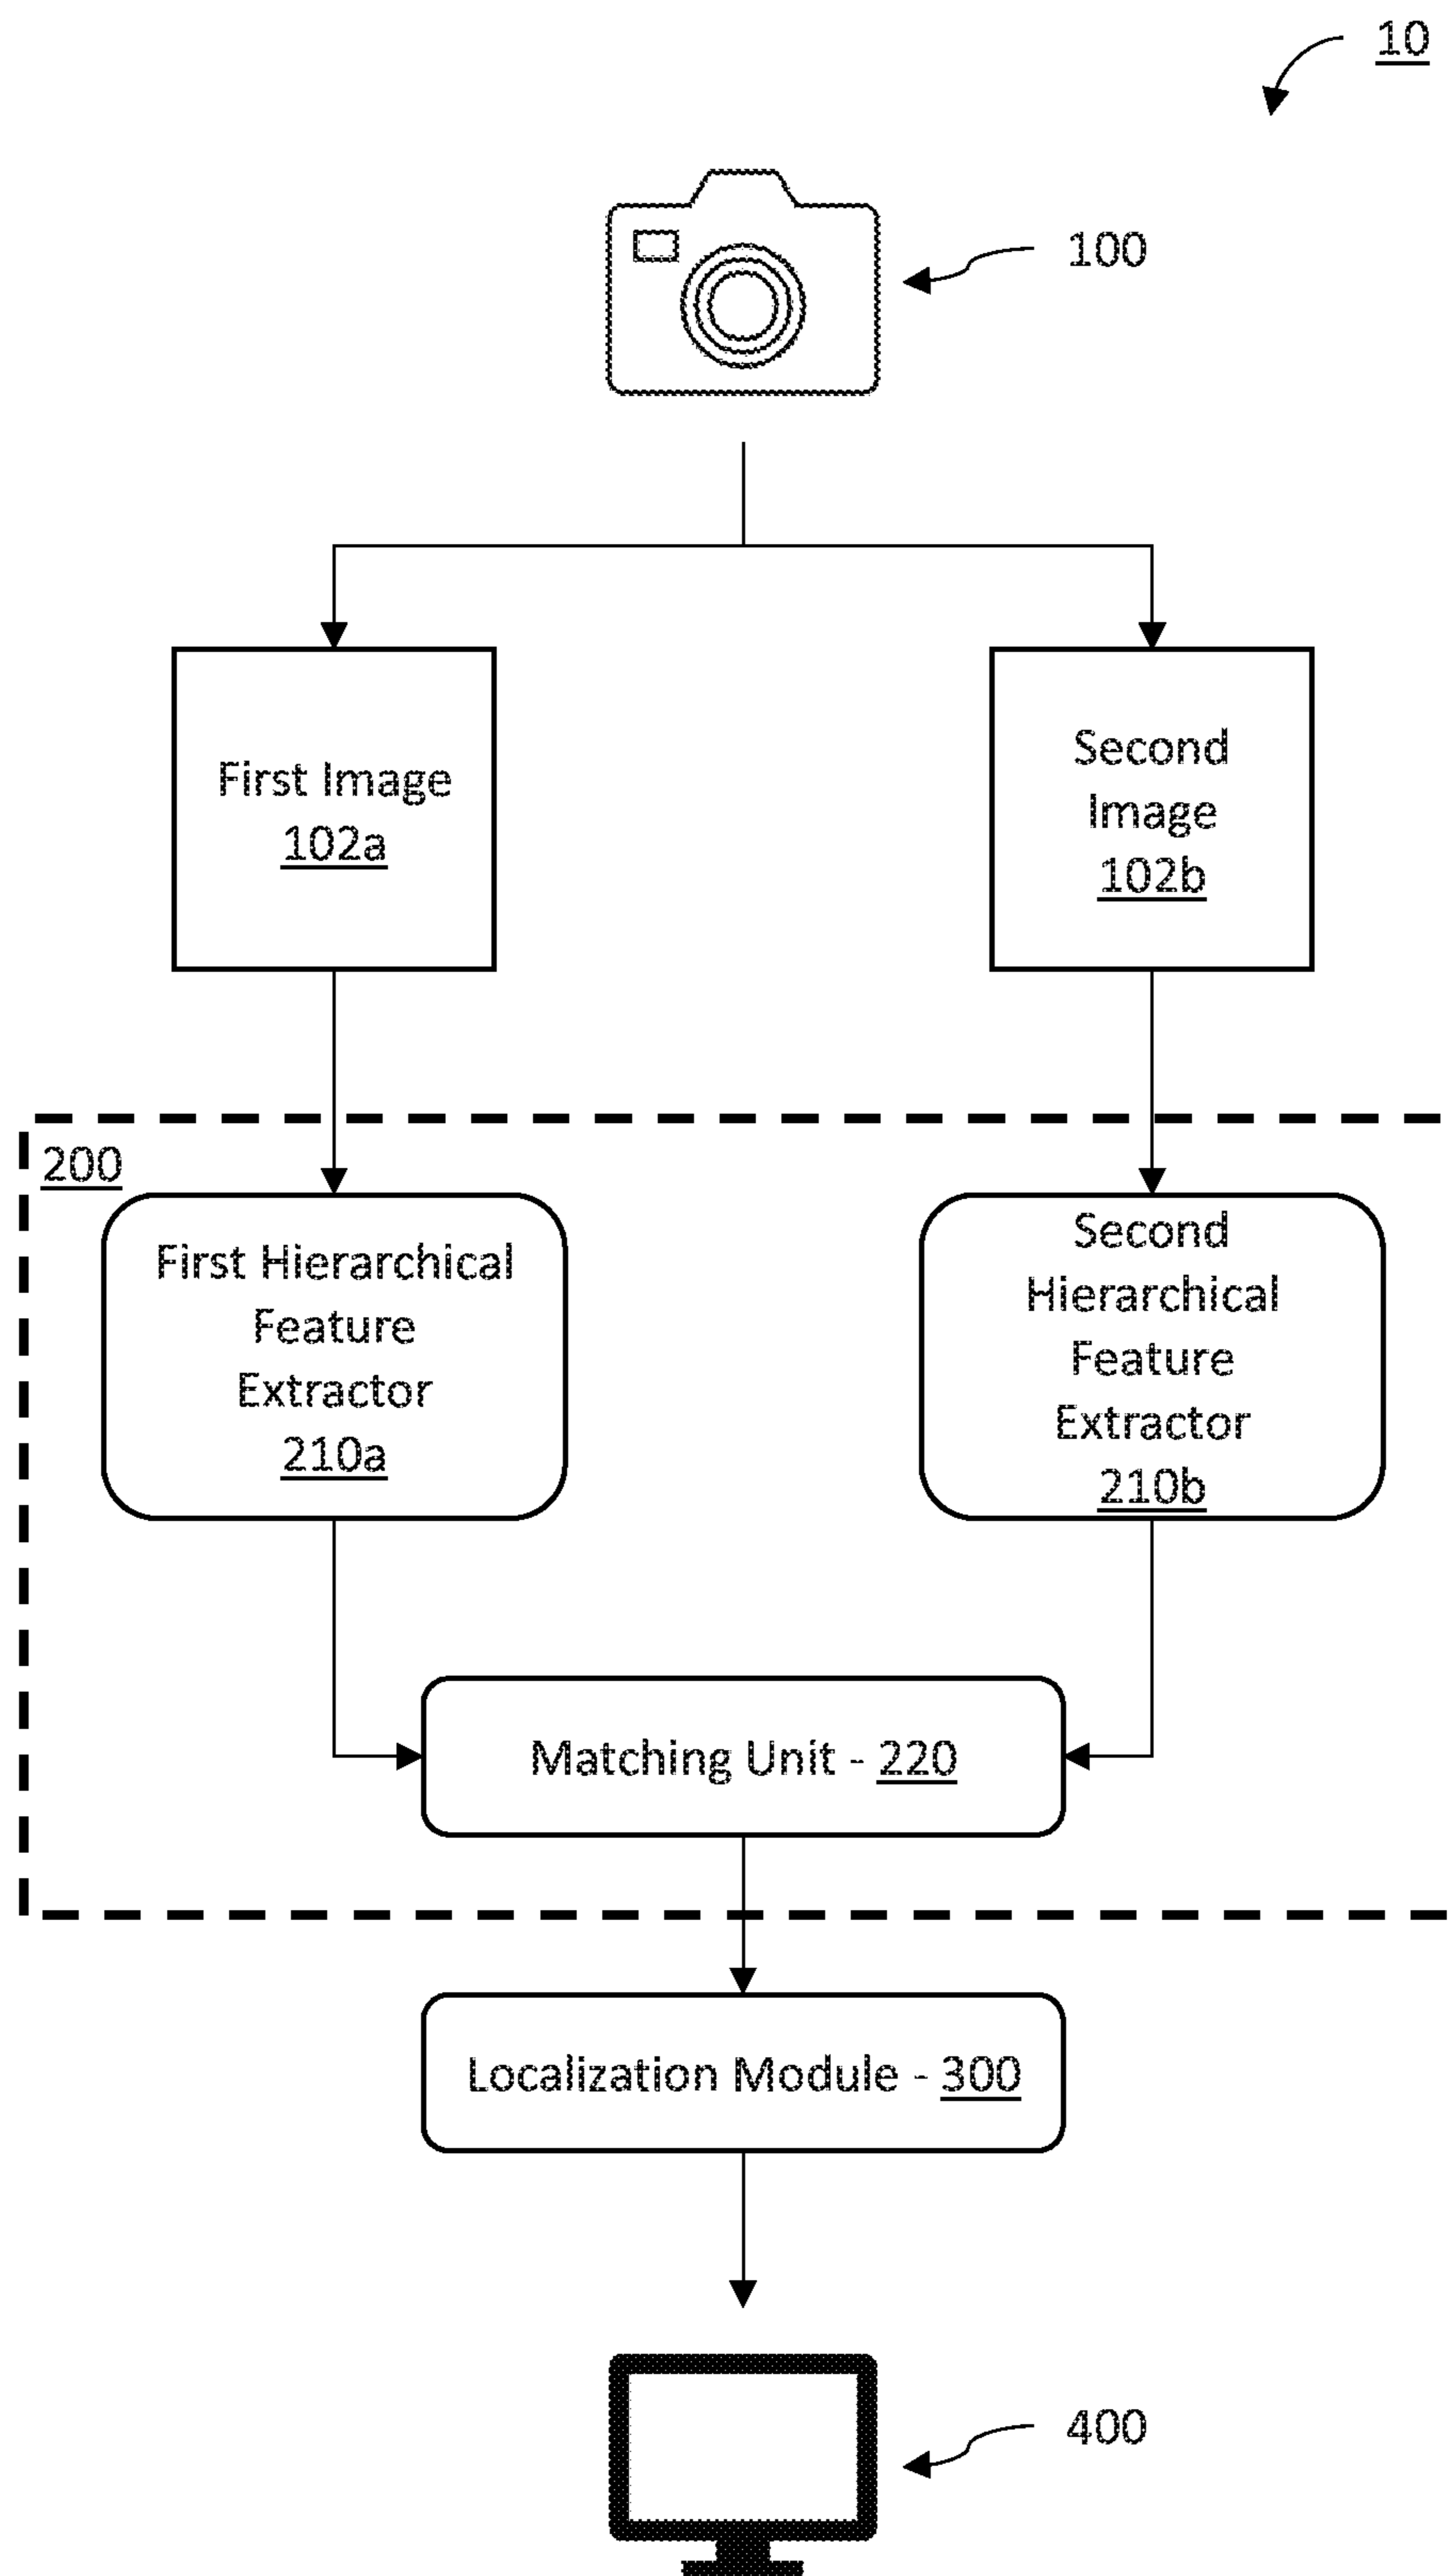 10
100
First Image
102a
Second
Image
102b
200
First Hierarchical
Feature
Extractor
210a
Second
Hierarchical
Feature
Extractor
210b
Matching Unit - 220
Localization Module - 300
400